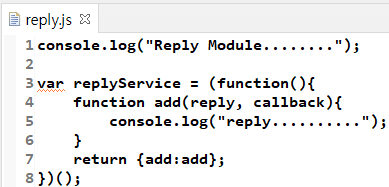 reply.js
1 console.log("Reply Module........");
2
3 var replyService = (function(){
4     function add(reply, callback){
5         console.log("reply..........");
6     }
7     return {add:add};
8 })();